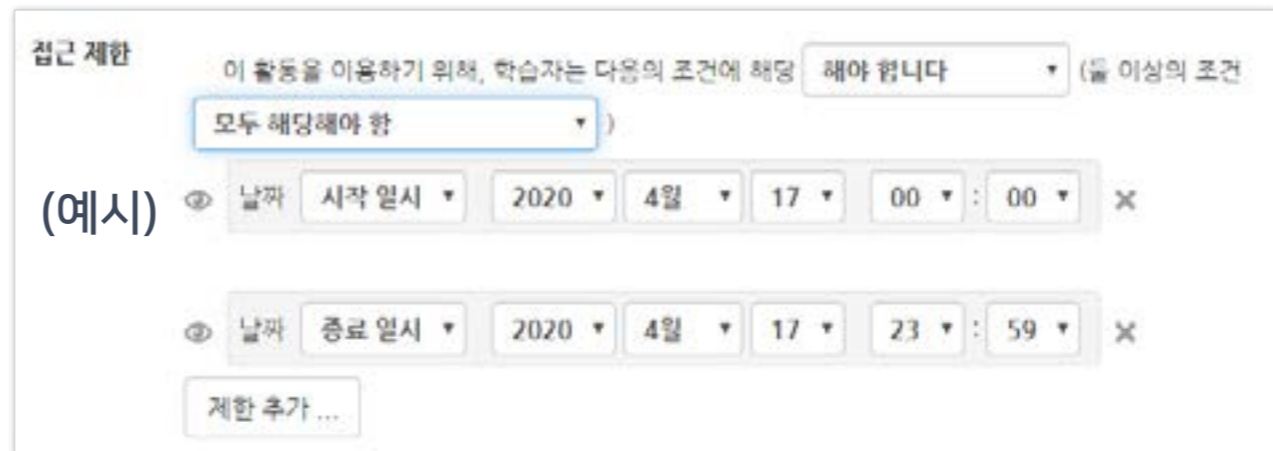 접근 제한
이 활동을 이용하기 위해, 학습자는 다음의 조건에 해당 해야 합니다 (둘 이상의 조건
모두 해당해야 함 )
(예시) 날짜 시작 일시 2020 4월 17 00 : 00
날짜 종료 일시 2020 4월 17 23 : 59
제한 추가 ...